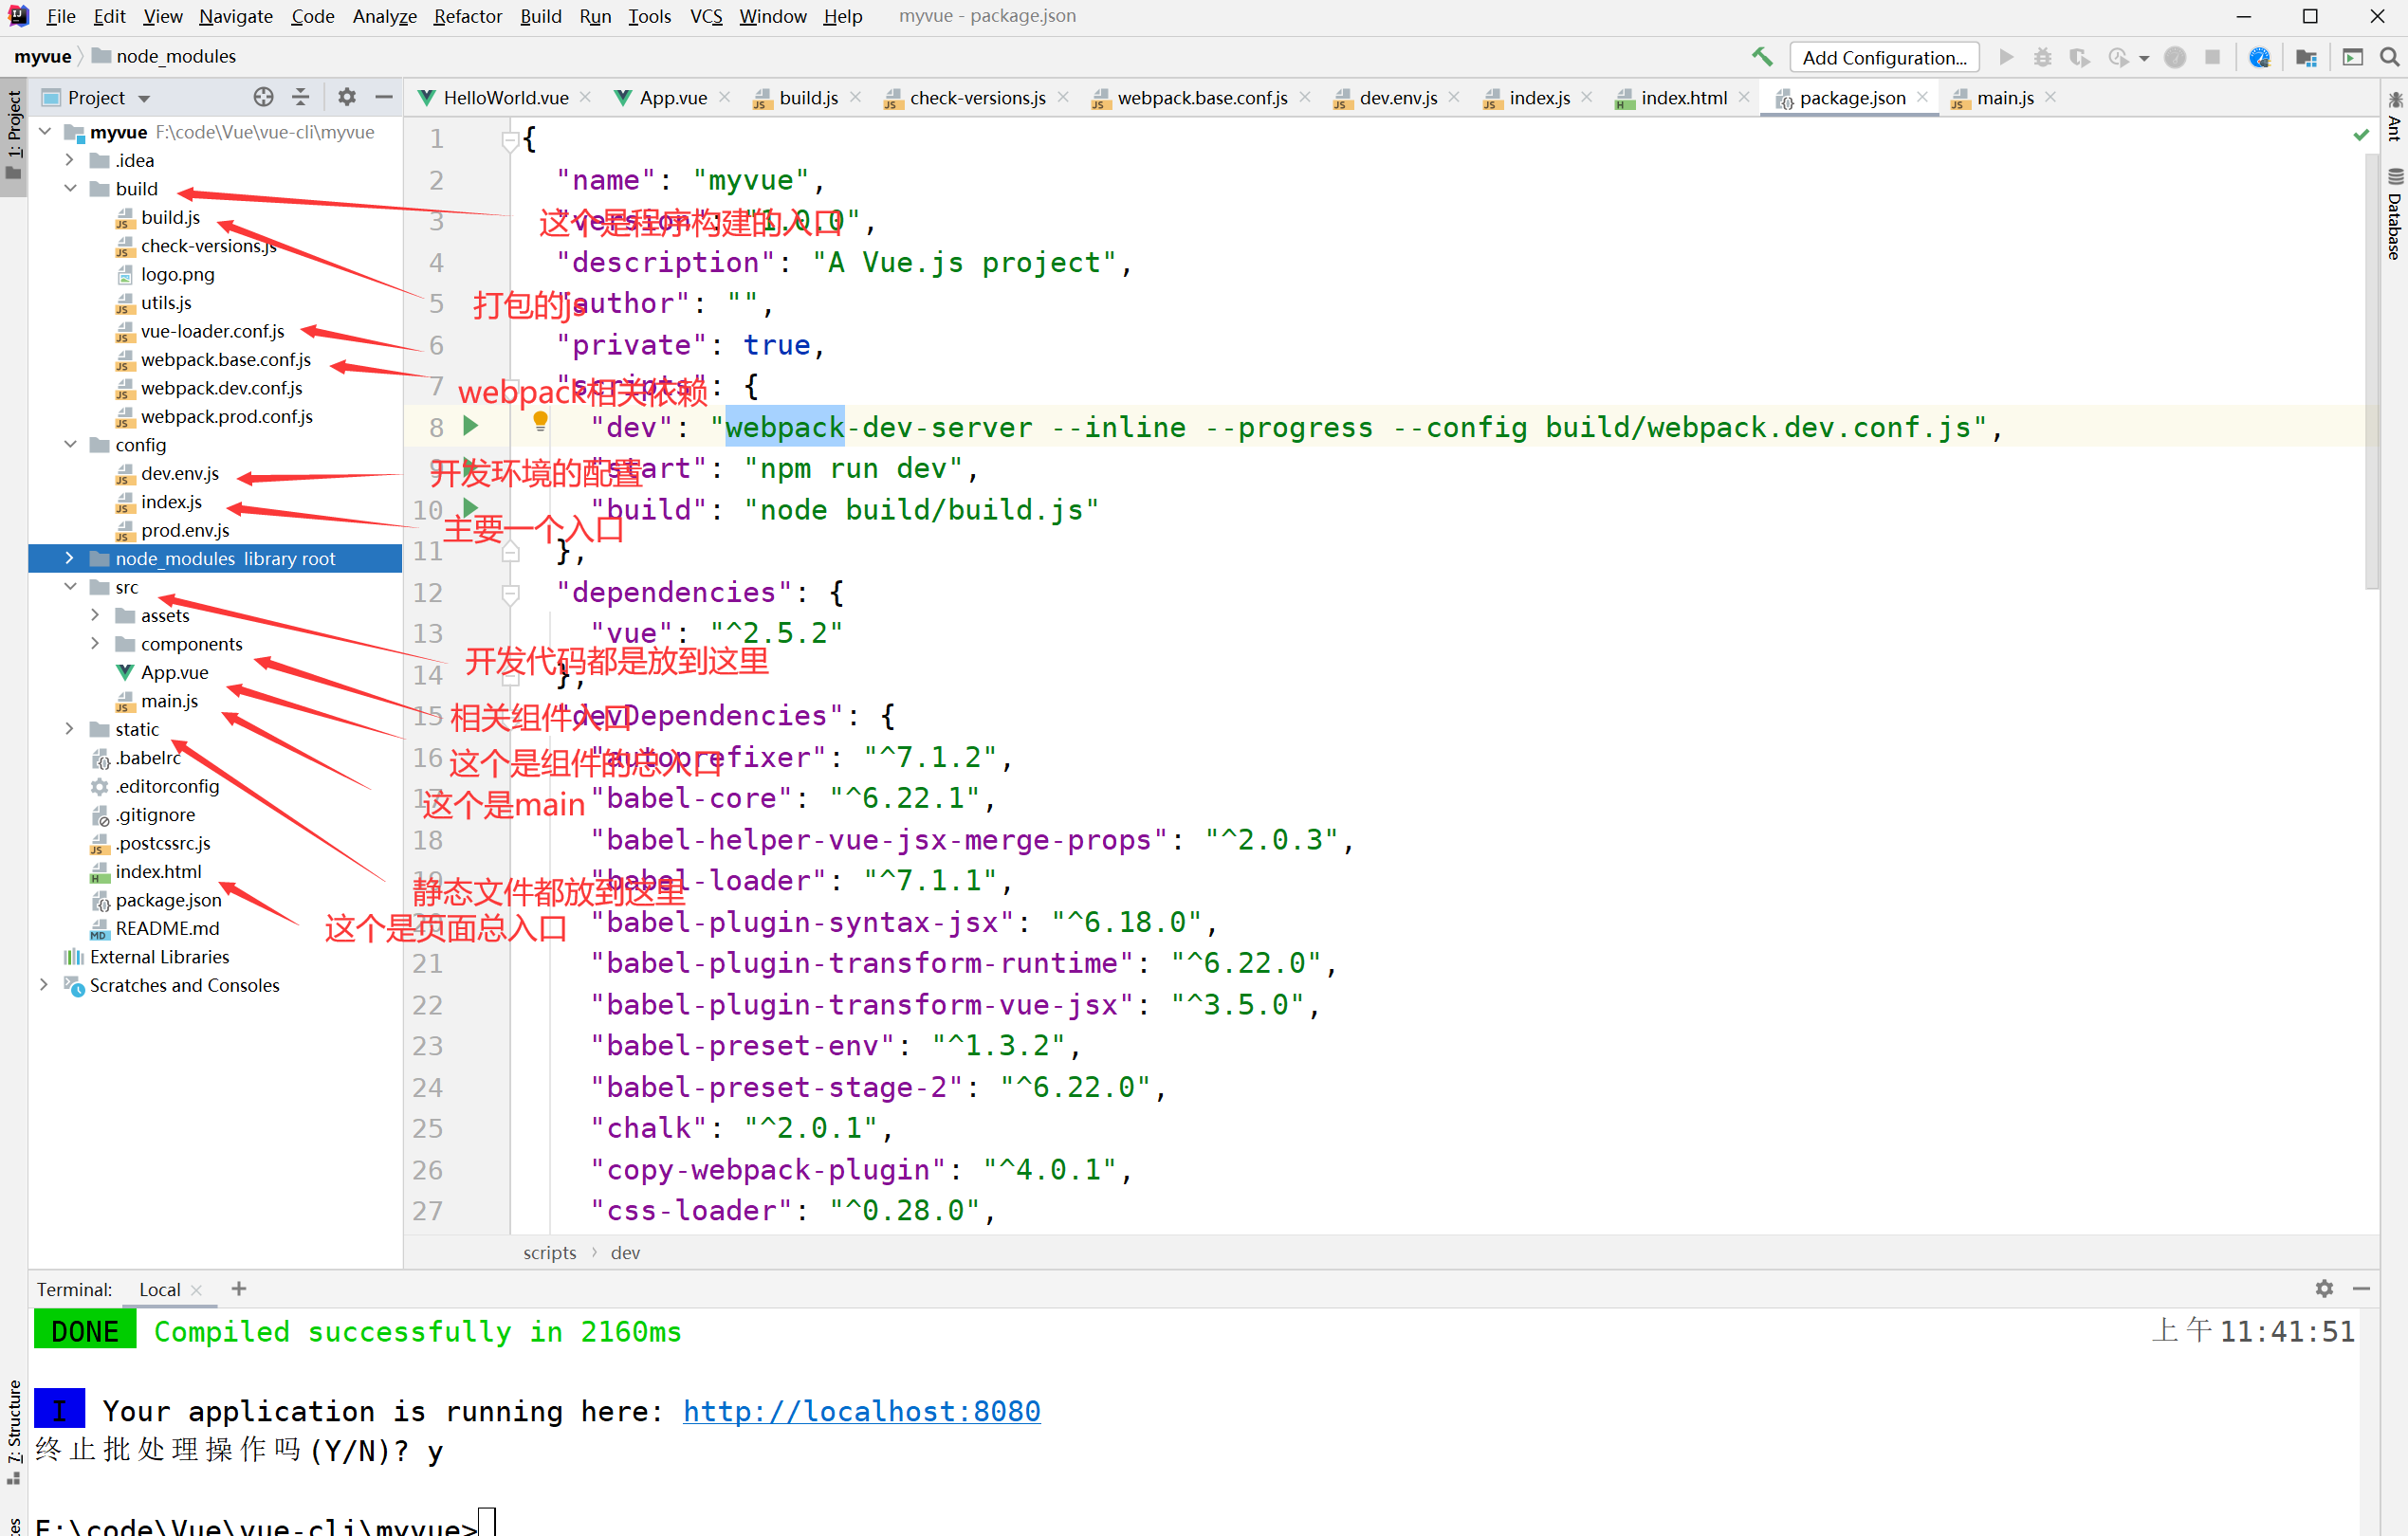 File Edit View Navigate Code Analyze Refactor Build Run Tools VCS Window Help myvue - package.json
myvue node_modules Add Configuration...
1: Project
Project
HelloWorld.vue App.vue build.js check-versions.js webpack.base.conf.js dev.env.js index.js index.html package.json main.js
Ant
Database
myvue F:\code\Vue\vue-cli\myvue
.idea
build
build.js
check-versions.js
logo.png
utils.js
vue-loader.conf.js
webpack.base.conf.js
webpack.dev.conf.js
webpack.prod.conf.js
config
dev.env.js
index.js
prod.env.js
node_modules library root
src
assets
components
App.vue
main.js
static
.babelrc
.editorconfig
.gitignore
.postcssrc.js
index.html
package.json
README.md
External Libraries
Scratches and Consoles
这个是程序构建的入口
打包的js
webpack相关依赖
开发环境的配置
主要一个入口
开发代码都是放到这里
相关组件入口
这个是组件的总入口
这个是main
静态文件都放到这里
这个是页面总入口
1 {
2 "name": "myvue",
3 "version": "1.0.0",
4 "description": "A Vue.js project",
5 "author": "",
6 "private": true,
7 "scripts": {
8 "dev": "webpack-dev-server --inline --progress --config build/webpack.dev.conf.js",
9 "start": "npm run dev",
10 "build": "node build/build.js"
11 },
12 "dependencies": {
13 "vue": "^2.5.2"
14 },
15 "devDependencies": {
16 "autoprefixer": "^7.1.2",
17 "babel-core": "^6.22.1",
18 "babel-helper-vue-jsx-merge-props": "^2.0.3",
19 "babel-loader": "^7.1.1",
20 "babel-plugin-syntax-jsx": "^6.18.0",
21 "babel-plugin-transform-runtime": "^6.22.0",
22 "babel-plugin-transform-vue-jsx": "^3.5.0",
23 "babel-preset-env": "^1.3.2",
24 "babel-preset-stage-2": "^6.22.0",
25 "chalk": "^2.0.1",
26 "copy-webpack-plugin": "^4.0.1",
27 "css-loader": "^0.28.0",
scripts dev
Terminal: Local
DONE Compiled successfully in 2160ms 上午11:41:51
I Your application is running here: http://localhost:8080
终止批处理操作吗(Y/N)? y
F:\code\Vue\vue-cli\myvue>
7: Structure